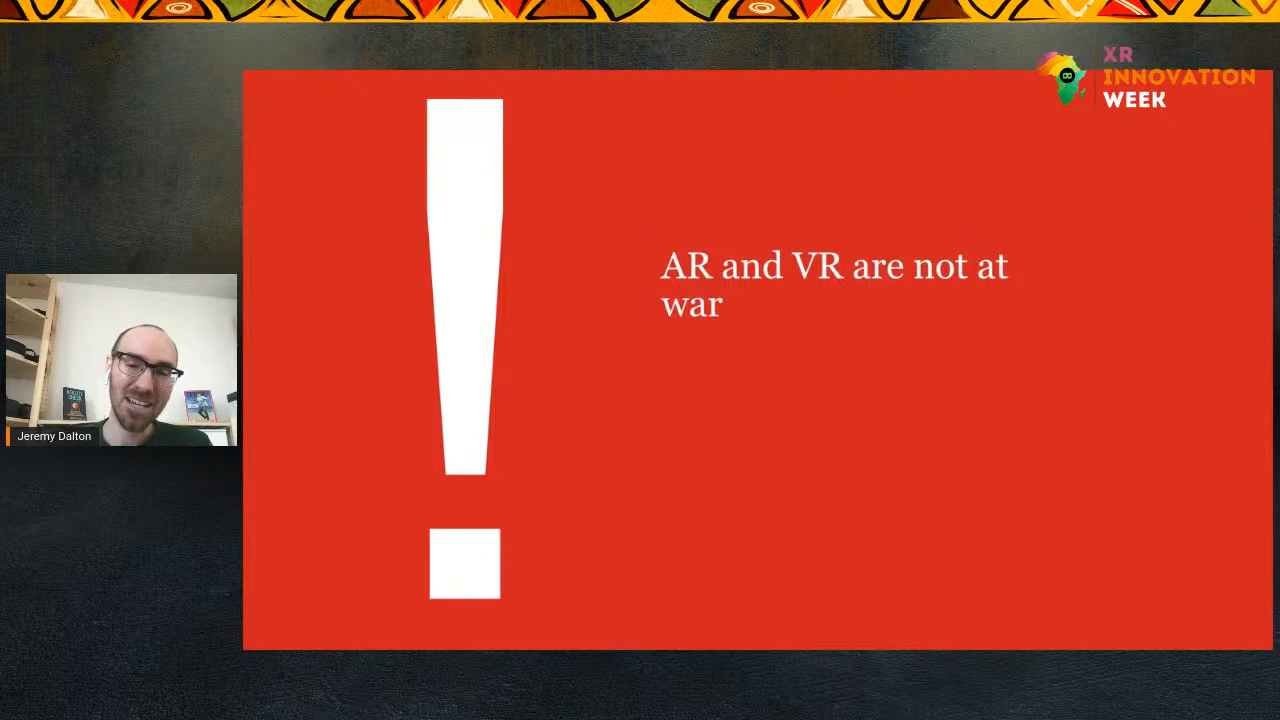 XR
INNOVATION
WEEK
!
AR and VR are not at
war
Jeremy Dalton